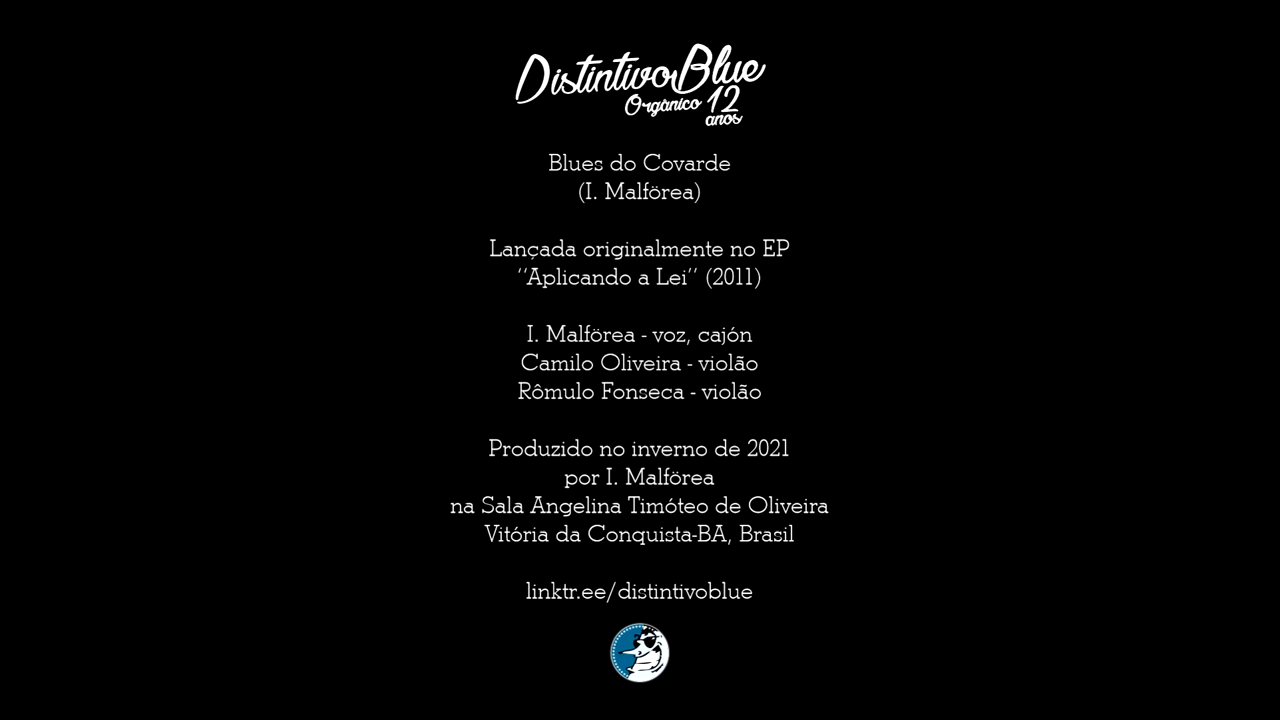 Distintivo Blue
Orgânico 12
anos
Blues do Covarde
(I. Malförea)
Lançada originalmente no EP
“Aplicando a Lei” (2011)
I. Malförea - voz, cajón
Camilo Oliveira - violão
Rômulo Fonseca - violão
Produzido no inverno de 2021
por I. Malförea
na Sala Angelina Timóteo de Oliveira
Vitória da Conquista-BA, Brasil
linktr.ee/distintivoblue